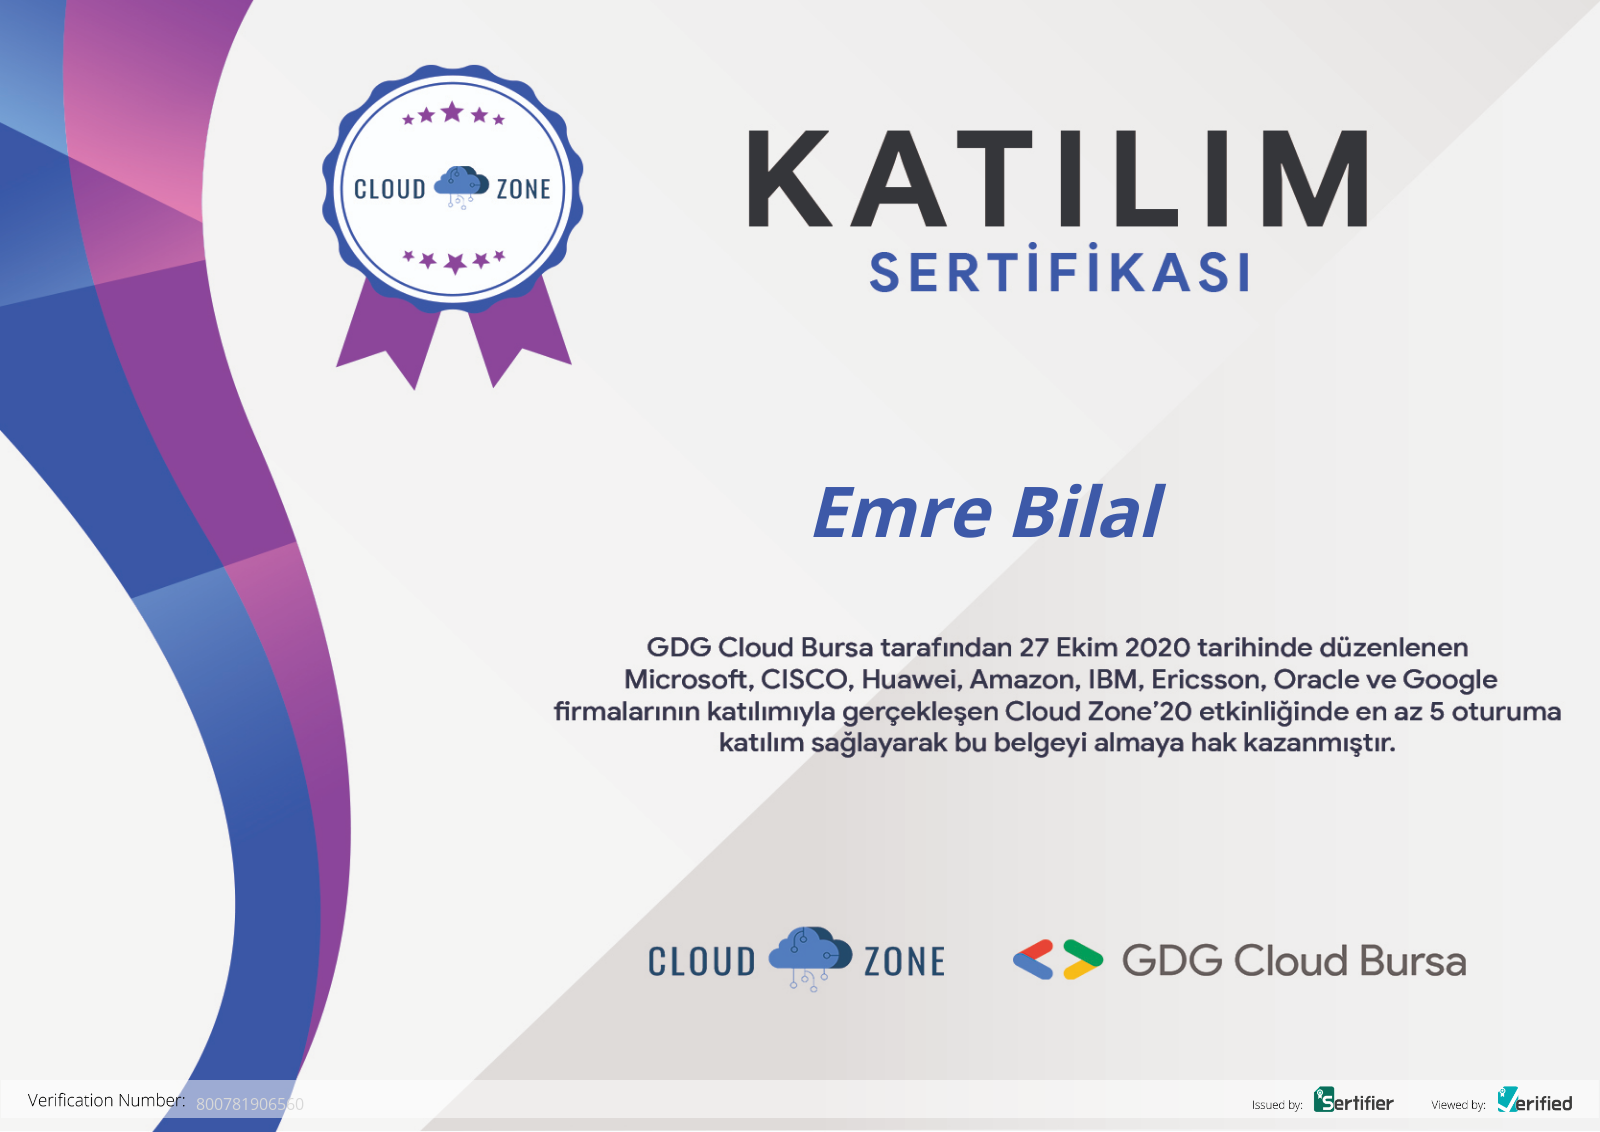 CLOUD ZONE
KATILIM
SERTİFİKASI
Emre Bilal
GDG Cloud Bursa tarafından 27 Ekim 2020 tarihinde düzenlenen
Microsoft, CISCO, Huawei, Amazon, IBM, Ericsson, Oracle ve Google
firmalarının katılımıyla gerçekleşen Cloud Zone’20 etkinliğinde en az 5 oturuma
katılım sağlayarak bu belgeyi almaya hak kazanmıştır.
CLOUD ZONE
GDG Cloud Bursa
Verification Number: 800781906560
Issued by: Sertifier
Viewed by: Verified